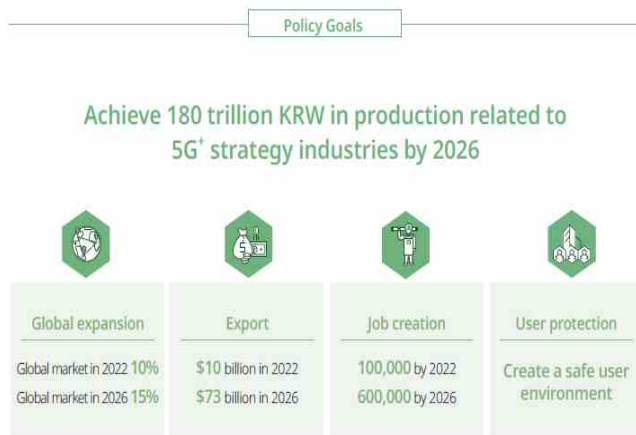 Policy Goals
Achieve 180 trillion KRW in production related to
5G⁺ strategy industries by 2026
Global expansion
Global market in 2022 10%
Global market in 2026 15%
Export
$10 billion in 2022
$73 billion in 2026
Job creation
100,000 by 2022
600,000 by 2026
User protection
Create a safe user
environment